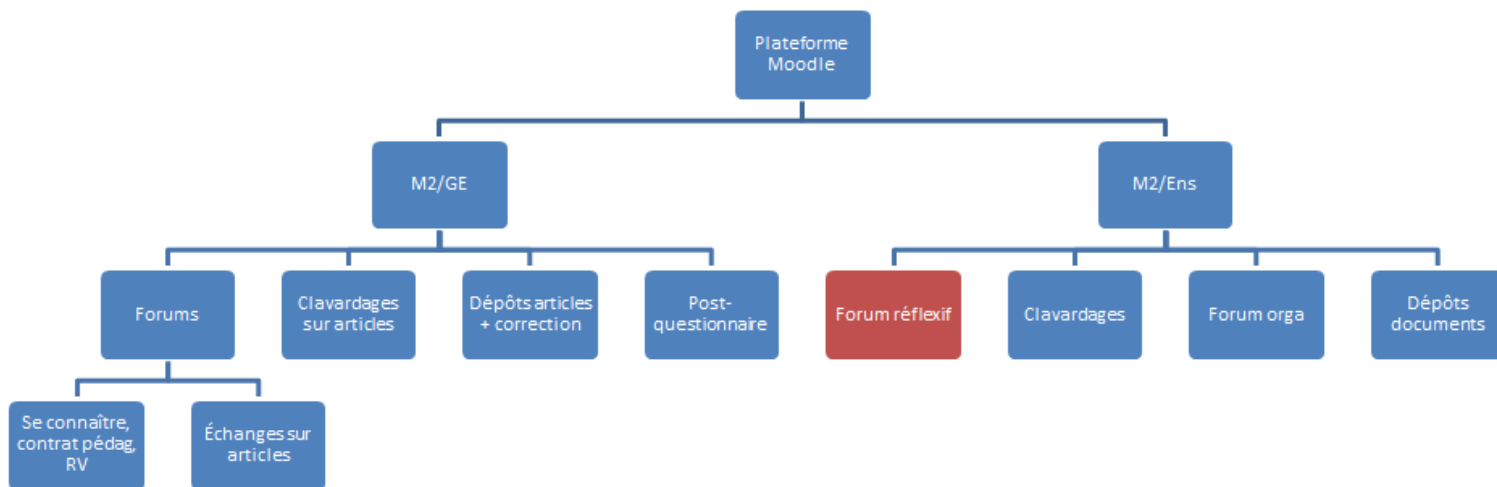 Plateforme
Moodle
M2/GE
M2/Ens
Forums
Clavardages
sur articles
Dépôts articles
+ correction
Post-
questionnaire
Forum réflexif
Clavardages
Forum orga
Dépôts
documents
Se connaître,
contrat pédag,
RV
Échanges sur
articles